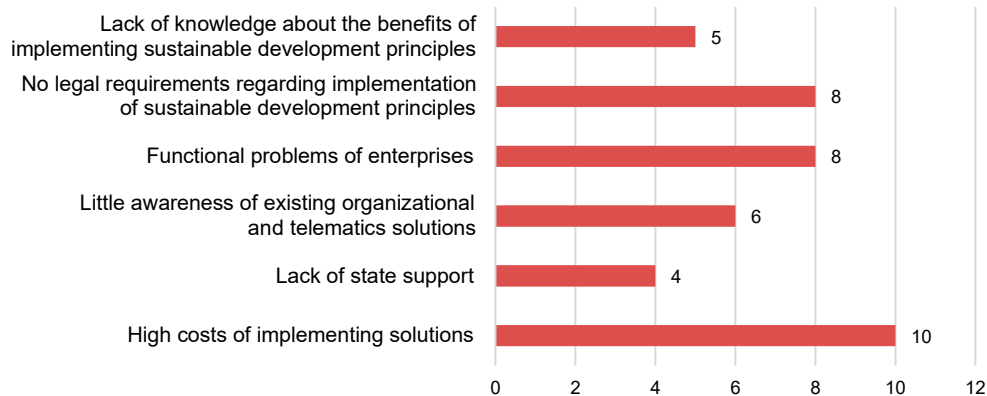 Lack of knowledge about the benefits of
implementing sustainable development principles
5
No legal requirements regarding implementation
of sustainable development principles
8
Functional problems of enterprises
8
Little awareness of existing organizational
and telematics solutions
6
Lack of state support
4
High costs of implementing solutions
10
0 2 4 6 8 10 12